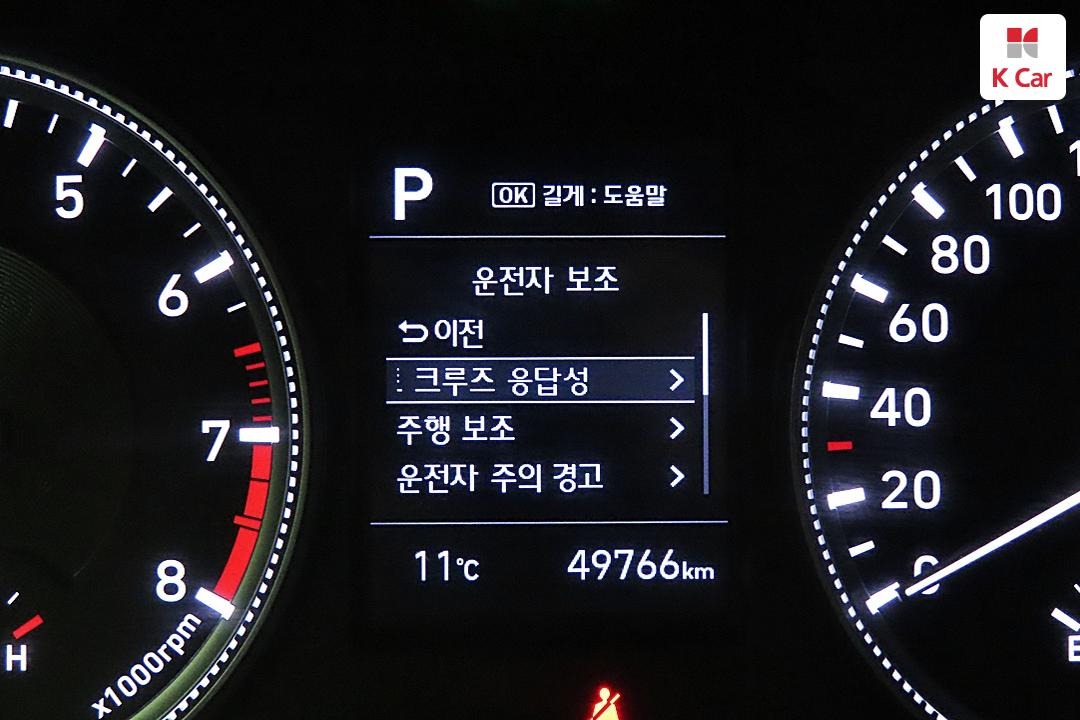 K Car
P
OK 길게 : 도움말
운전자 보조
이전
크루즈 응답성
주행 보조
운전자 주의 경고
11℃ 49766km
5
6
7
8
x1000rpm
H
100
80
60
40
20
0
E